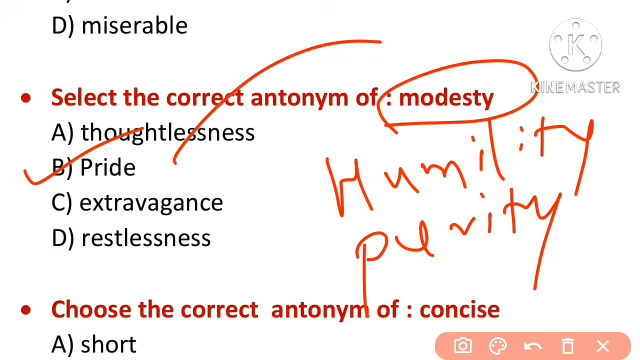 D) miserable
KINEMASTER
• Select the correct antonym of : modesty
A) thoughtlessness
B) Pride
Humility
C) extravagance
purity
D) restlessness
• Choose the correct antonym of : concise
A) short